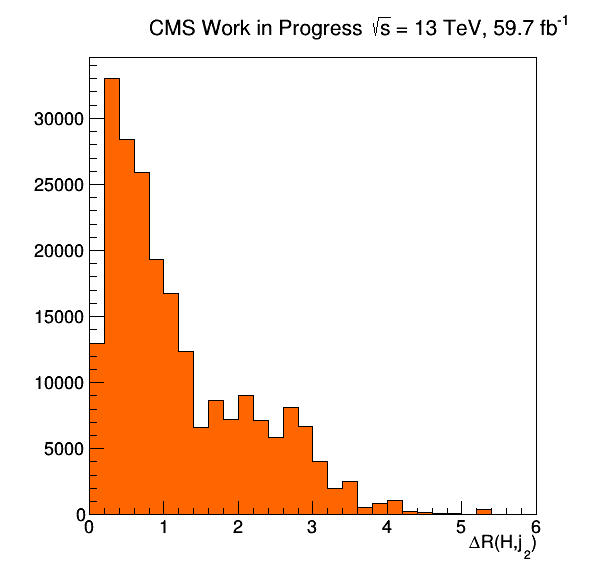 CMS Work in Progress √s = 13 TeV, 59.7 fb⁻¹
30000
25000
20000
15000
10000
5000
0
0 1 2 3 4 5 6
ΔR(H,j₂)